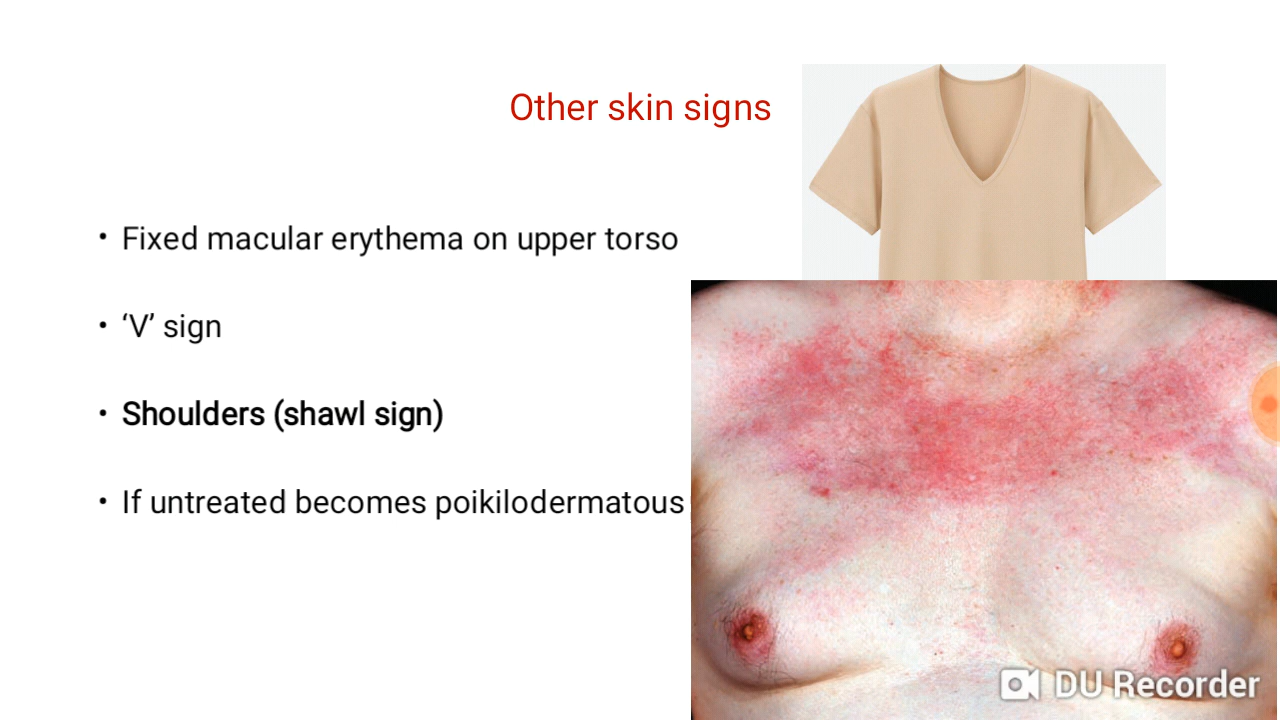 Other skin signs
• Fixed macular erythema on upper torso
• ‘V’ sign
• Shoulders (shawl sign)
• If untreated becomes poikilodermatous
DU Recorder